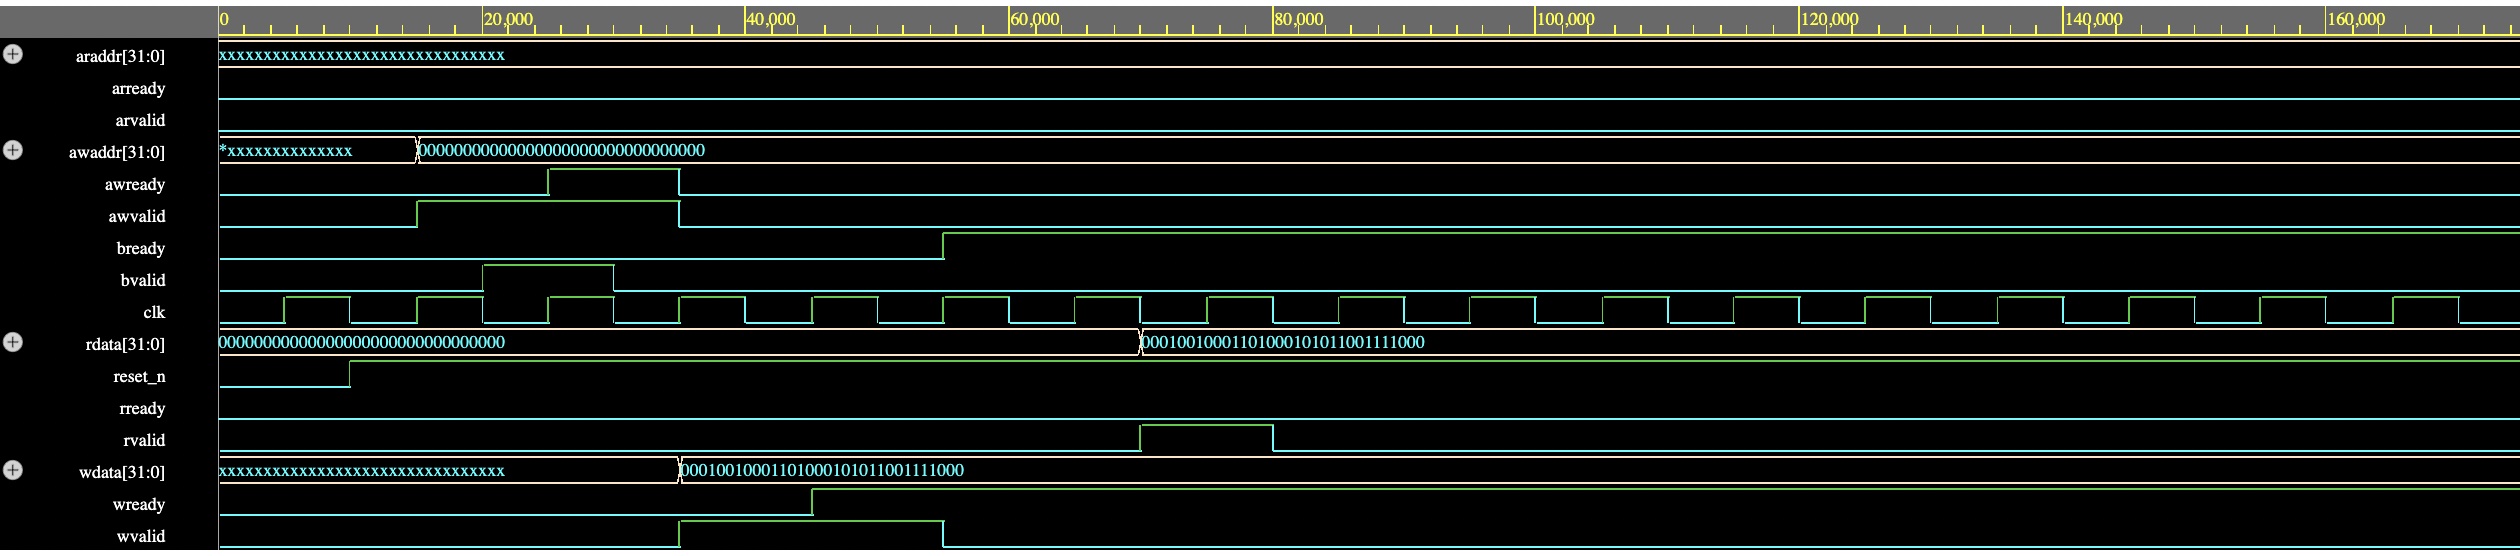 0 20,000 40,000 60,000 80,000 100,000 120,000 140,000 160,000
araddr[31:0] xxxxxxxxxxxxxxxxxxxxxxxxxxxxxxxx
arready
arvalid
awaddr[31:0] *xxxxxxxxxxxxxx 00000000000000000000000000000000
awready
awvalid
bready
bvalid
clk
rdata[31:0] 00000000000000000000000000000000 00010010001101000101011001111000
reset_n
rready
rvalid
wdata[31:0] xxxxxxxxxxxxxxxxxxxxxxxxxxxxxxxx 00010010001101000101011001111000
wready
wvalid